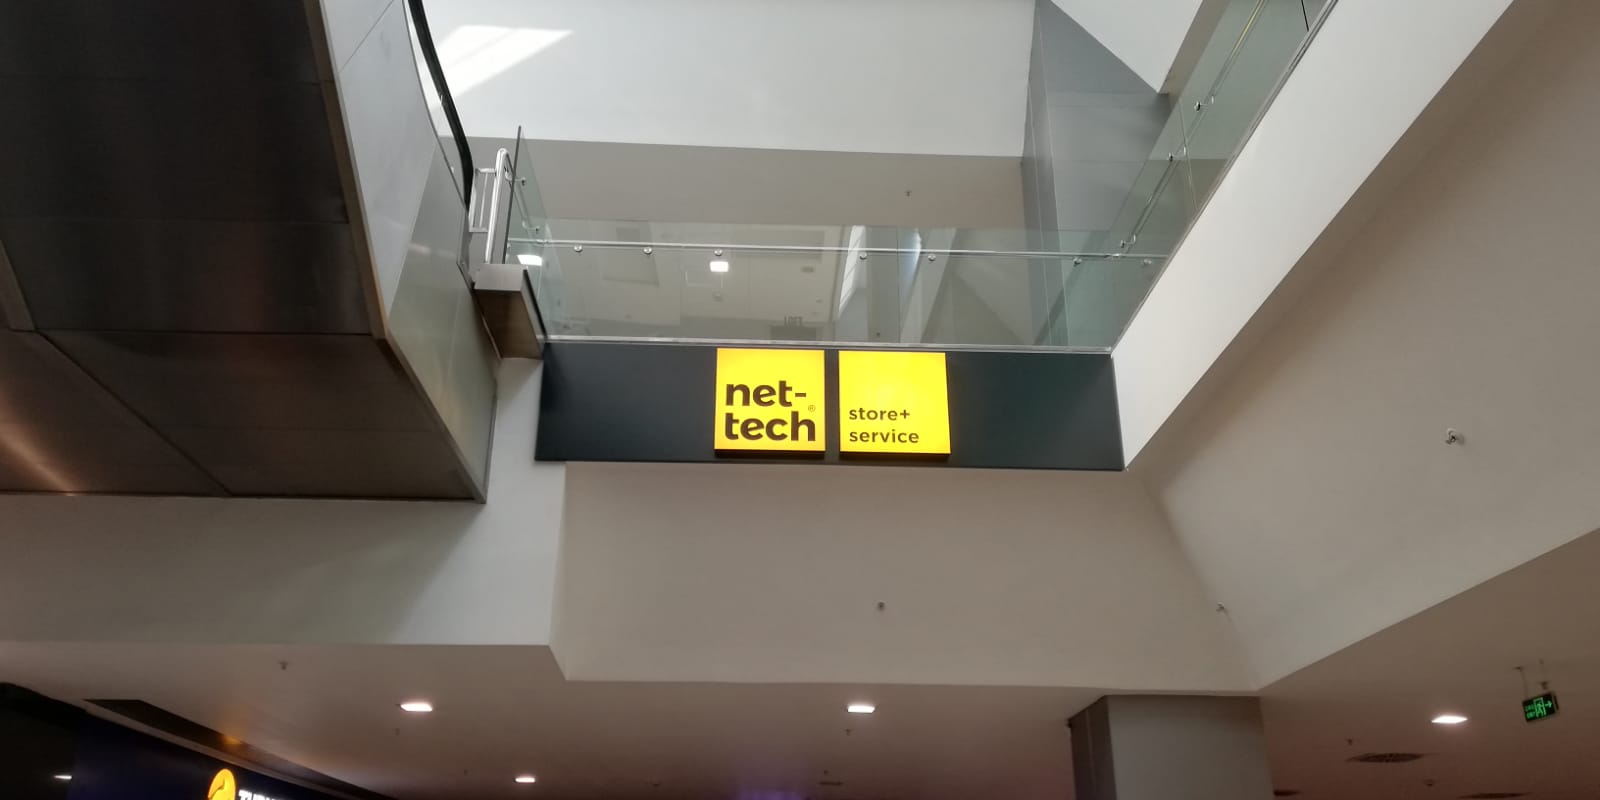 net-
tech®
store+
service